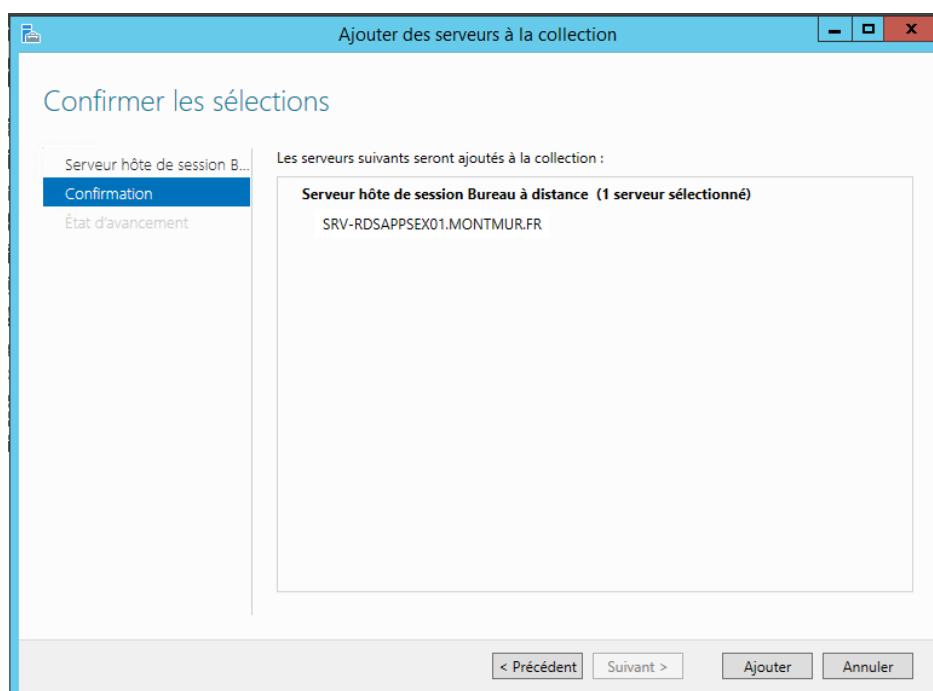 Ajouter des serveurs à la collection
Confirmer les sélections
Serveur hôte de session B...
Confirmation
État d'avancement
Les serveurs suivants seront ajoutés à la collection :
Serveur hôte de session Bureau à distance (1 serveur sélectionné)
SRV-RDSAPPSEX01.MONTMUR.FR
< Précédent Suivant > Ajouter Annuler